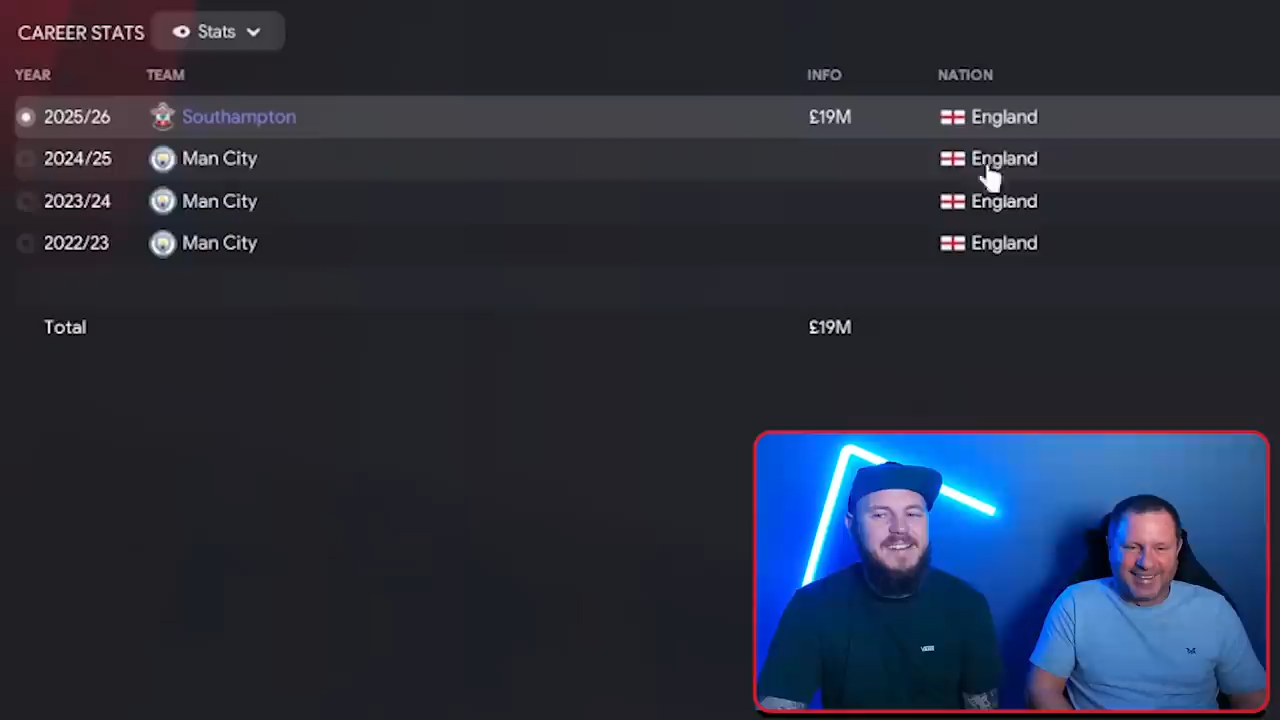 CAREER STATS Stats
YEAR TEAM INFO NATION
2025/26 Southampton £19M England
2024/25 Man City England
2023/24 Man City England
2022/23 Man City England
Total £19M
VANS